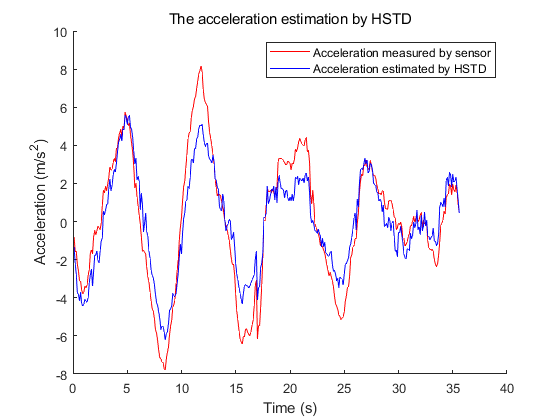 The acceleration estimation by HSTD
Acceleration measured by sensor
Acceleration estimated by HSTD
Acceleration (m/s²)
10
8
6
4
2
0
-2
-4
-6
-8
0 5 10 15 20 25 30 35 40
Time (s)